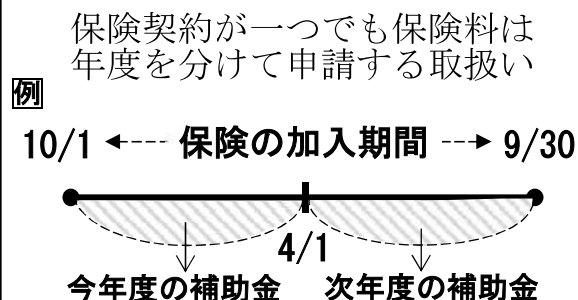 保険契約が一つでも保険料は
年度を分けて申請する取扱い
例
10/1 保険の加入期間 9/30
4/1
今年度の補助金 次年度の補助金